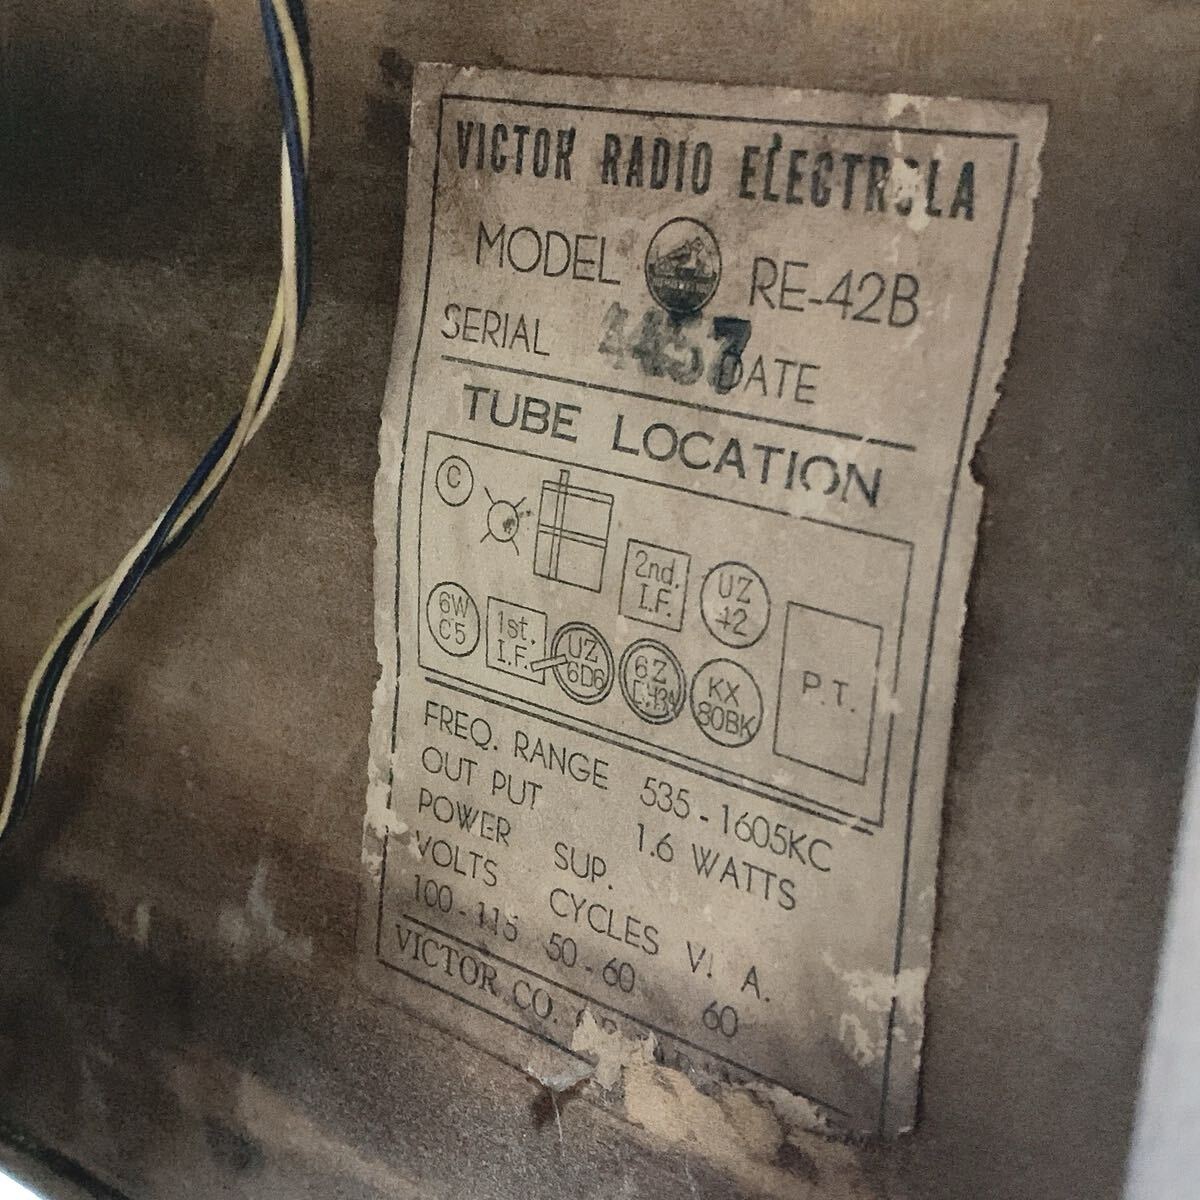 VICTOR RADIO ELECTROLA
MODEL RE-42B
SERIAL 4457 DATE
TUBE LOCATION
C
2nd.
I.F.
UZ
42
6W
C5
1st.
I.F.
UZ
6D6
6Z
DH3A
KX
80BK
P.T.
FREQ. RANGE 535-1605KC
OUT PUT 1.6 WATTS
POWER SUP.
VOLTS CYCLES V. A.
100-115 50-60 60
VICTOR CO. OF